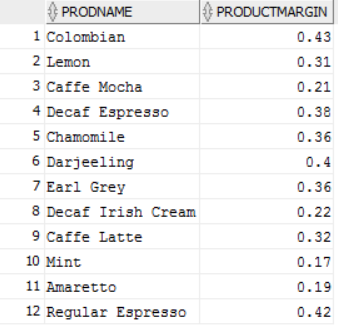 PRODNAME PRODUCTMARGIN
1 Colombian 0.43
2 Lemon 0.31
3 Caffe Mocha 0.21
4 Decaf Espresso 0.38
5 Chamomile 0.36
6 Darjeeling 0.4
7 Earl Grey 0.36
8 Decaf Irish Cream 0.22
9 Caffe Latte 0.32
10 Mint 0.17
11 Amaretto 0.19
12 Regular Espresso 0.42